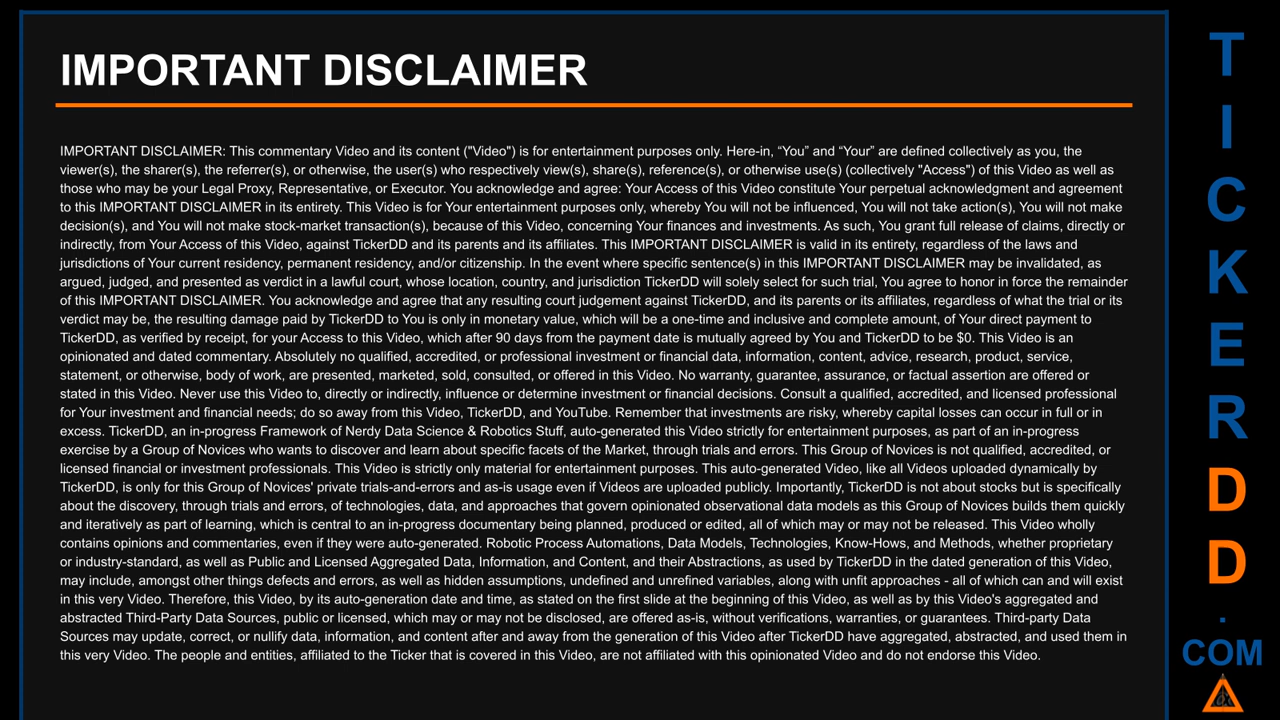 IMPORTANT DISCLAIMER
IMPORTANT DISCLAIMER: This commentary Video and its content ("Video") is for entertainment purposes only. Here-in, “You” and “Your” are defined collectively as you, the
viewer(s), the sharer(s), the referrer(s), or otherwise, the user(s) who respectively view(s), share(s), reference(s), or otherwise use(s) (collectively "Access") of this Video as well as
those who may be your Legal Proxy, Representative, or Executor. You acknowledge and agree: Your Access of this Video constitute Your perpetual acknowledgment and agreement
to this IMPORTANT DISCLAIMER in its entirety. This Video is for Your entertainment purposes only, whereby You will not be influenced, You will not take action(s), You will not make
decision(s), and You will not make stock-market transaction(s), because of this Video, concerning Your finances and investments. As such, You grant full release of claims, directly or
indirectly, from Your Access of this Video, against TickerDD and its parents and its affiliates. This IMPORTANT DISCLAIMER is valid in its entirety, regardless of the laws and
jurisdictions of Your current residency, permanent residency, and/or citizenship. In the event where specific sentence(s) in this IMPORTANT DISCLAIMER may be invalidated, as
argued, judged, and presented as verdict in a lawful court, whose location, country, and jurisdiction TickerDD will solely select for such trial, You agree to honor in force the remainder
of this IMPORTANT DISCLAIMER. You acknowledge and agree that any resulting court judgement against TickerDD, and its parents or its affiliates, regardless of what the trial or its
verdict may be, the resulting damage paid by TickerDD to You is only in monetary value, which will be a one-time and inclusive and complete amount, of Your direct payment to
TickerDD, as verified by receipt, for your Access to this Video, which after 90 days from the payment date is mutually agreed by You and TickerDD to be $0. This Video is an
opinionated and dated commentary. Absolutely no qualified, accredited, or professional investment or financial data, information, content, advice, research, product, service,
statement, or otherwise, body of work, are presented, marketed, sold, consulted, or offered in this Video. No warranty, guarantee, assurance, or factual assertion are offered or
stated in this Video. Never use this Video to, directly or indirectly, influence or determine investment or financial decisions. Consult a qualified, accredited, and licensed professional
for Your investment and financial needs; do so away from this Video, TickerDD, and YouTube. Remember that investments are risky, whereby capital losses can occur in full or in
excess. TickerDD, an in-progress Framework of Nerdy Data Science & Robotics Stuff, auto-generated this Video strictly for entertainment purposes, as part of an in-progress
exercise by a Group of Novices who wants to discover and learn about specific facets of the Market, through trials and errors. This Group of Novices is not qualified, accredited, or
licensed financial or investment professionals. This Video is strictly only material for entertainment purposes. This auto-generated Video, like all Videos uploaded dynamically by
TickerDD, is only for this Group of Novices' private trials-and-errors and as-is usage even if Videos are uploaded publicly. Importantly, TickerDD is not about stocks but is specifically
about the discovery, through trials and errors, of technologies, data, and approaches that govern opinionated observational data models as this Group of Novices builds them quickly
and iteratively as part of learning, which is central to an in-progress documentary being planned, produced or edited, all of which may or may not be released. This Video wholly
contains opinions and commentaries, even if they were auto-generated. Robotic Process Automations, Data Models, Technologies, Know-Hows, and Methods, whether proprietary
or industry-standard, as well as Public and Licensed Aggregated Data, Information, and Content, and their Abstractions, as used by TickerDD in the dated generation of this Video,
may include, amongst other things defects and errors, as well as hidden assumptions, undefined and unrefined variables, along with unfit approaches - all of which can and will exist
in this very Video. Therefore, this Video, by its auto-generation date and time, as stated on the first slide at the beginning of this Video, as well as by this Video's aggregated and
abstracted Third-Party Data Sources, public or licensed, which may or may not be disclosed, are offered as-is, without verifications, warranties, or guarantees. Third-party Data
Sources may update, correct, or nullify data, information, and content after and away from the generation of this Video after TickerDD have aggregated, abstracted, and used them in
this very Video. The people and entities, affiliated to the Ticker that is covered in this Video, are not affiliated with this opinionated Video and do not endorse this Video.
T
I
C
K
E
R
D
D
.
COM